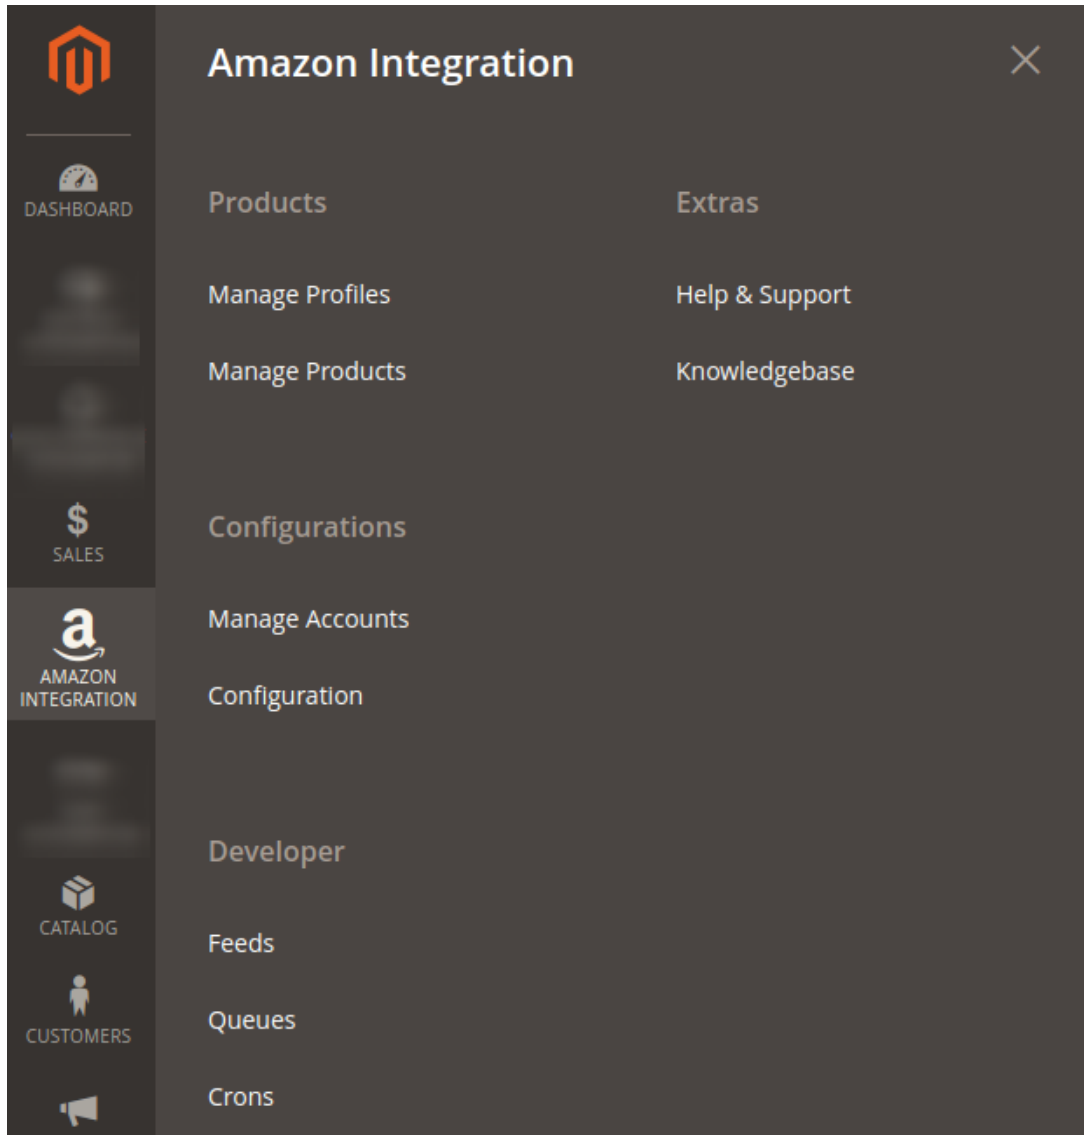 DASHBOARD
$
SALES
a
AMAZON
INTEGRATION
CATALOG
CUSTOMERS
Amazon Integration
Products
Manage Profiles
Manage Products
Extras
Help & Support
Knowledgebase
Configurations
Manage Accounts
Configuration
Developer
Feeds
Queues
Crons